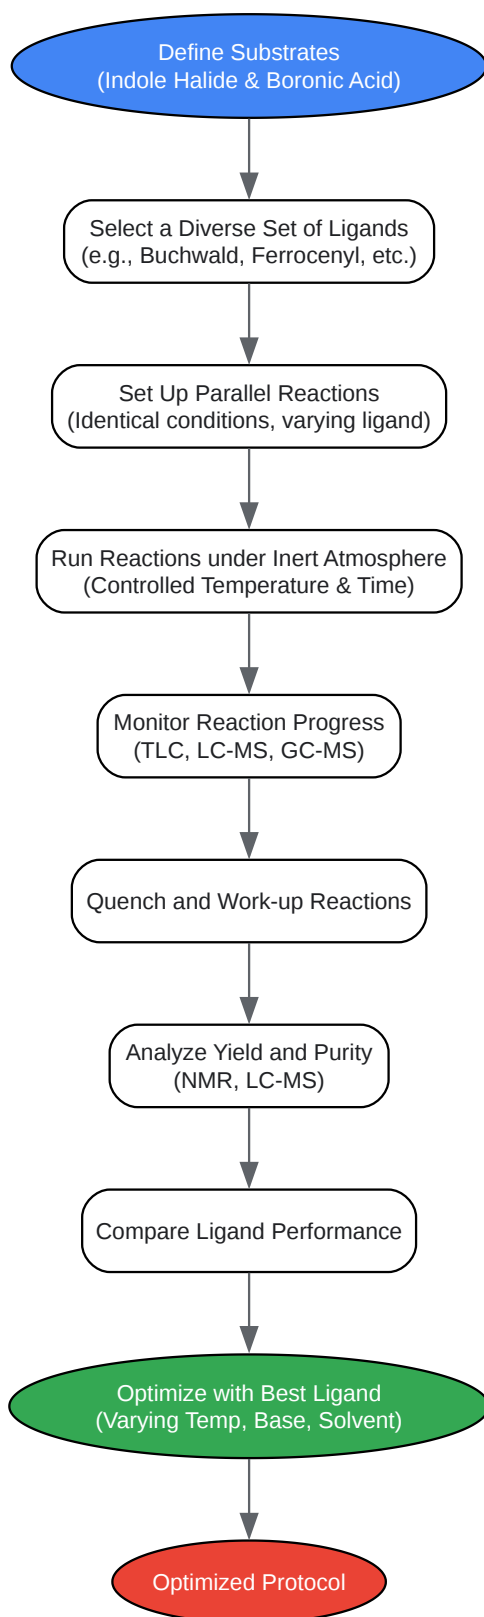 Define Substrates
(Indole Halide & Boronic Acid)
Select a Diverse Set of Ligands
(e.g., Buchwald, Ferrocenyl, etc.)
Set Up Parallel Reactions
(Identical conditions, varying ligand)
Run Reactions under Inert Atmosphere
(Controlled Temperature & Time)
Monitor Reaction Progress
(TLC, LC-MS, GC-MS)
Quench and Work-up Reactions
Analyze Yield and Purity
(NMR, LC-MS)
Compare Ligand Performance
Optimize with Best Ligand
(Varying Temp, Base, Solvent)
Optimized Protocol